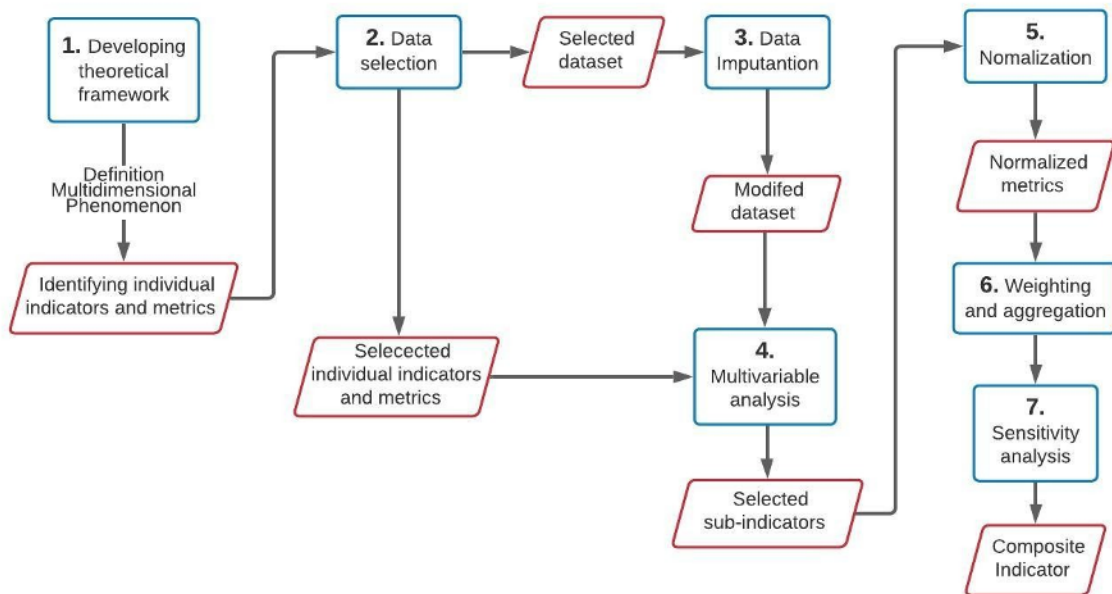 1. Developing
theoretical
framework
Definition
Multidimensional
Phenomenon
Identifying individual
indicators and metrics
2. Data
selection
Selected
dataset
3. Data
Imputantion
Modifed
dataset
Selecected
individual indicators
and metrics
4.
Multivariable
analysis
Selected
sub-indicators
5.
Nomalization
Normalized
metrics
6. Weighting
and aggregation
7.
Sensitivity
analysis
Composite
Indicator